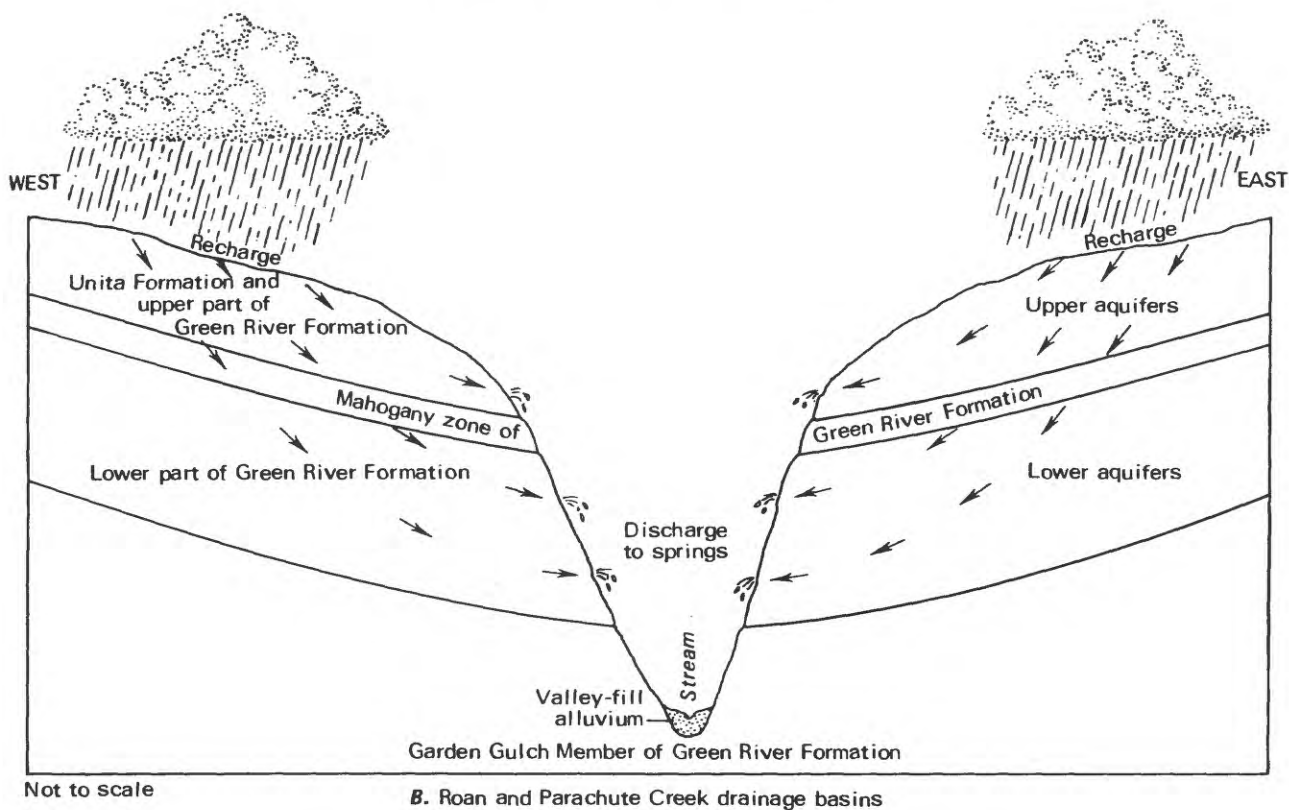 WEST
EAST
Recharge
Recharge
Unita Formation and
upper part of
Green River Formation
Upper aquifers
Mahogany zone of
Green River Formation
Lower part of Green River Formation
Lower aquifers
Discharge
to springs
Stream
Valley-fill
alluvium
Garden Gulch Member of Green River Formation
Not to scale
B. Roan and Parachute Creek drainage basins